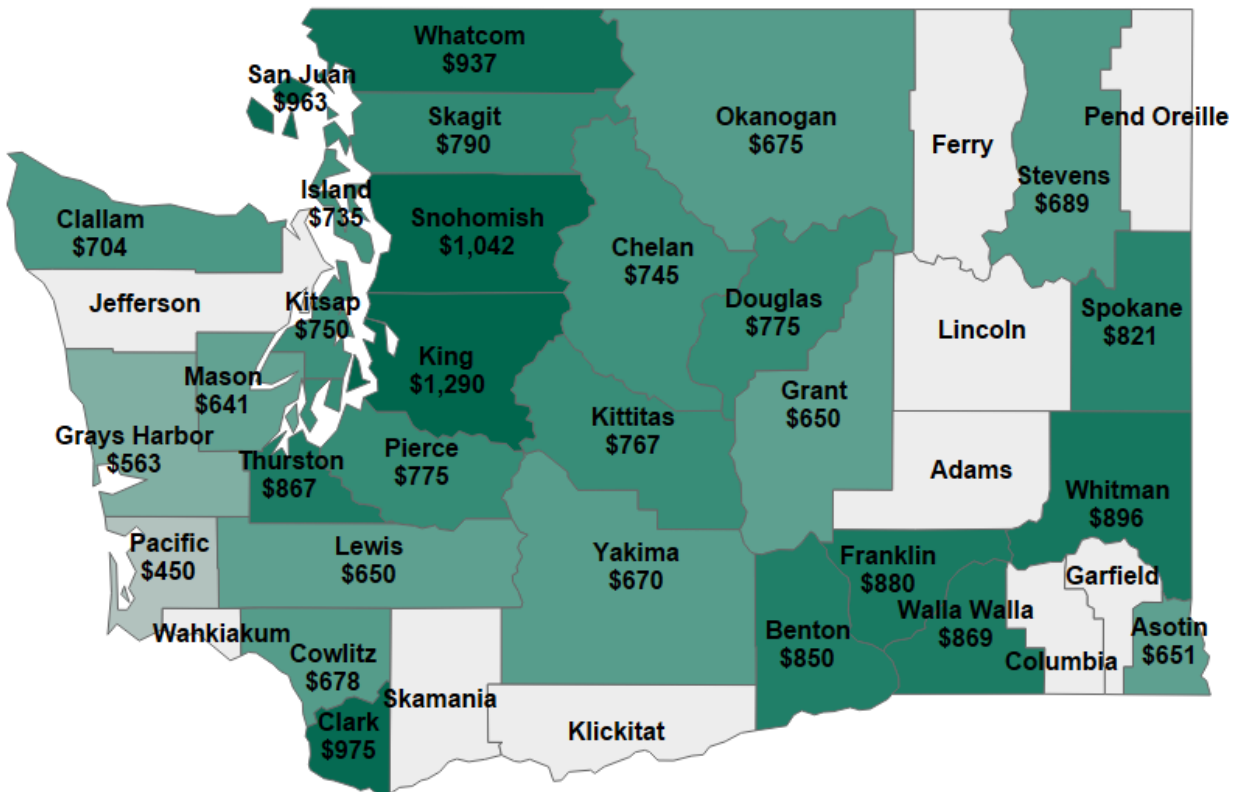 Whatcom
$937
San Juan
$963
Skagit
$790
Okanogan
$675
Ferry
Pend Oreille
Stevens
$689
Island
$735
Clallam
$704
Snohomish
$1,042
Chelan
$745
Jefferson
Kitsap
$750
Douglas
$775
Lincoln
Spokane
$821
King
$1,290
Mason
$641
Grant
$650
Kittitas
$767
Grays Harbor
$563
Thurston
$867
Pierce
$775
Adams
Whitman
$896
Pacific
$450
Lewis
$650
Yakima
$670
Franklin
$880
Garfield
Walla Walla
$869
Wahkiakum
Benton
$850
Asotin
$651
Cowlitz
$678
Columbia
Skamania
Clark
$975
Klickitat